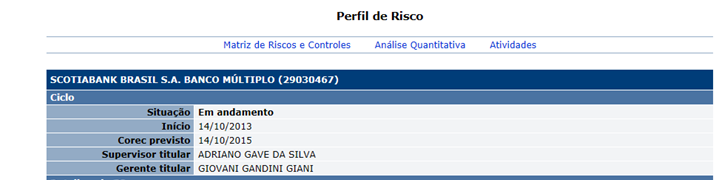 Perfil de Risco
Matriz de Riscos e Controles Análise Quantitativa Atividades
SCOTIABANK BRASIL S.A. BANCO MÚLTIPLO (29030467)
Ciclo
Situação Em andamento
Início 14/10/2013
Corec previsto 14/10/2015
Supervisor titular ADRIANO GAVE DA SILVA
Gerente titular GIOVANI GANDINI GIANI